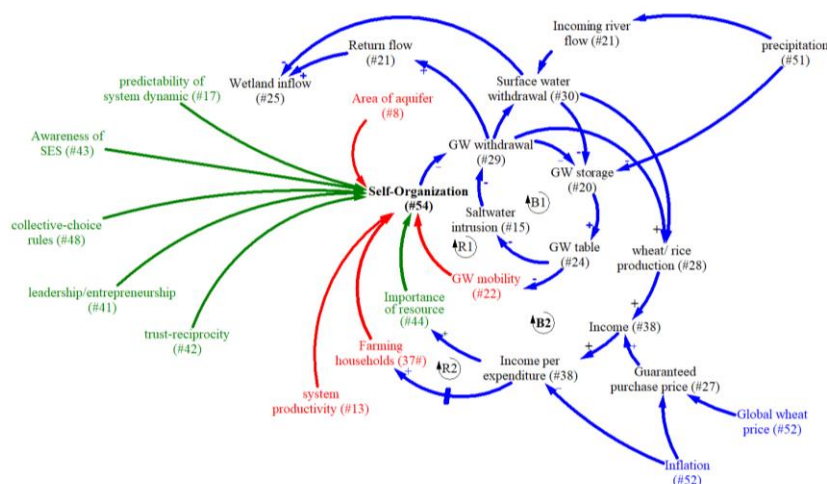 Incoming river
flow (#21)
precipitation
(#51)
Return flow
(#21)
Wetland inflow
(#25)
Surface water
withdrawal (#30)
predictability of
system dynamic (#17)
Area of aquifer
(#8)
Awareness of
SES (#43)
GW withdrawal
(#29)
GW storage
(#20)
Self-Organization
(#54)
B1
Saltwater
intrusion (#15)
collective-choice
rules (#48)
R1
GW table
(#24)
wheat/ rice
production (#28)
GW mobility
(#22)
leadership/entrepreneurship
(#41)
Importance
of resource
(#44)
B2
Income (#38)
trust-reciprocity
(#42)
Farming
households (37#)
R2
Income per
expenditure (#38)
Guaranteed
purchase price (#27)
system
productivity (#13)
Global wheat
price (#52)
Inflation
(#52)